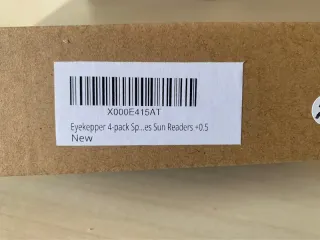 X000E415AT
Eyekepper 4-pack Sp...es Sun Readers +0.5
New